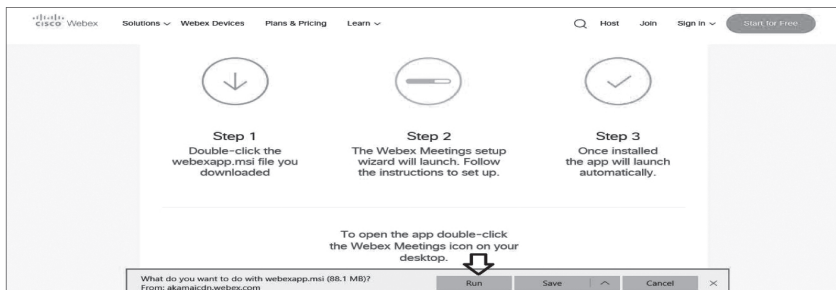 cisco Webex Solutions Webex Devices Plans & Pricing Learn Host Join Sign in Start for Free
Step 1
Double-click the
webexapp.msi file you
downloaded
Step 2
The Webex Meetings setup
wizard will launch. Follow
the instructions to set up.
Step 3
Once installed
the app will launch
automatically.
To open the app double-click
the Webex Meetings icon on your
desktop.
What do you want to do with webexapp.msi (88.1 MB)?
From: akamaicdn.webex.com
Run Save Cancel